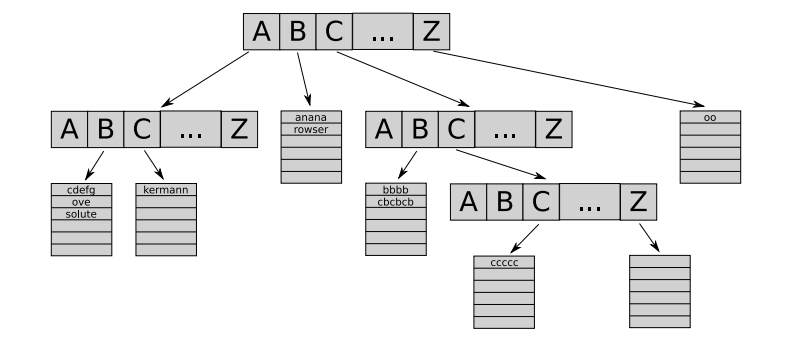 A B C ... Z
A B C ... Z
anana
rowser
A B C ... Z
oo
cdefg
ove
solute
kermann
bbbb
cbcbcb
A B C ... Z
ccccc